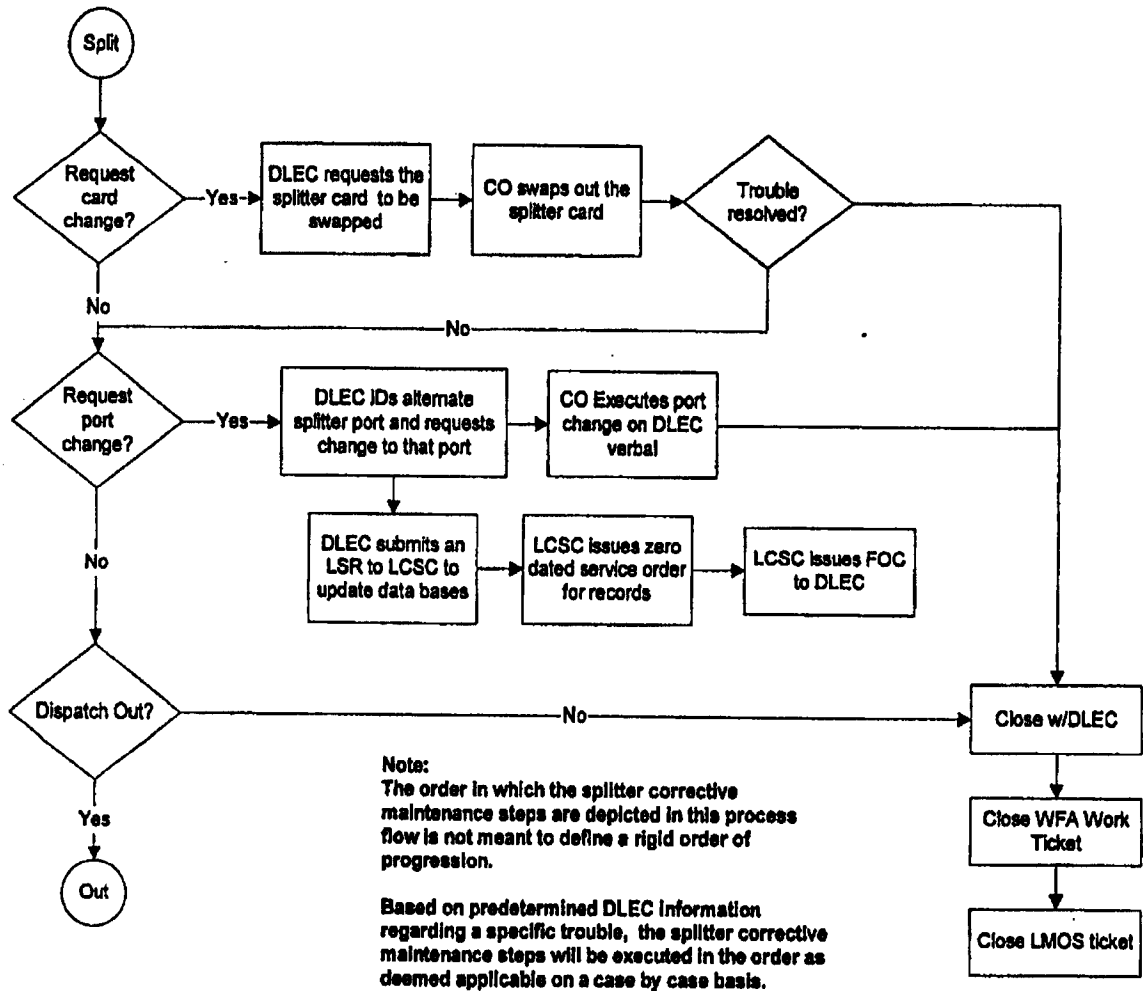 Split
Request
card
change?
Yes
DLEC requests the
splitter card to be
swapped
CO swaps out the
splitter card
Trouble
resolved?
No
No
Request
port
change?
Yes
DLEC IDs alternate
splitter port and requests
change to that port
CO Executes port
change on DLEC
verbal
DLEC submits an
LSR to LCSC to
update data bases
LCSC issues zero
dated service order
for records
LCSC issues FOC
to DLEC
No
Dispatch Out?
No
Close w/DLEC
Yes
Out
Note:
The order in which the splitter corrective
maintenance steps are depicted in this process
flow is not meant to define a rigid order of
progression.
Based on predetermined DLEC information
regarding a specific trouble, the splitter corrective
maintenance steps will be executed in the order as
deemed applicable on a case by case basis.
Close WFA Work
Ticket
Close LMOS ticket